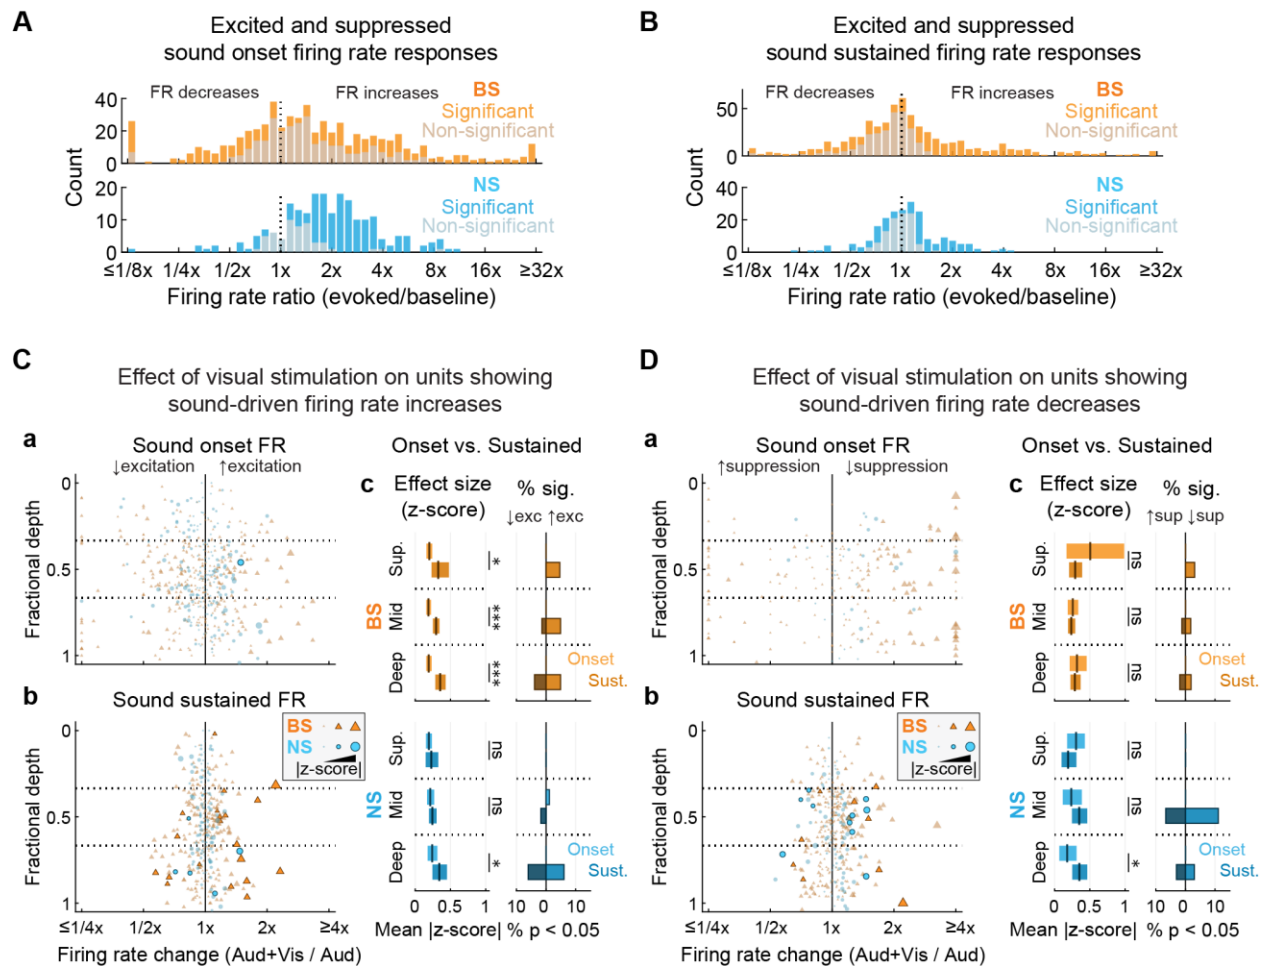 A
Excited and suppressed
sound onset firing rate responses
FR decreases
FR increases
BS
Significant
Non-significant
40
20
0
Count
NS
Significant
Non-significant
20
10
0
≤1/8x 1/4x 1/2x 1x 2x 4x 8x 16x ≥32x
Firing rate ratio (evoked/baseline)
B
Excited and suppressed
sound sustained firing rate responses
FR decreases
FR increases
BS
Significant
Non-significant
50
0
Count
NS
Significant
Non-significant
40
20
0
≤1/8x 1/4x 1/2x 1x 2x 4x 8x 16x ≥32x
Firing rate ratio (evoked/baseline)
C
Effect of visual stimulation on units showing
sound-driven firing rate increases
a
Sound onset FR
↓excitation ↑excitation
0
0.5
1
Fractional depth
b
Sound sustained FR
BS
NS
|z-score|
0
0.5
1
Fractional depth
≤1/4x 1/2x 1x 2x ≥4x
Firing rate change (Aud+Vis / Aud)
Onset vs. Sustained
c
Effect size
(z-score)
% sig.
↓exc ↑exc
BS
Sup.
*
Mid
***
Deep
***
Onset
Sust.
NS
Sup.
ns
Mid
ns
Deep
*
Onset
Sust.
0 0.5 1
10 0 10
Mean |z-score| % p < 0.05
D
Effect of visual stimulation on units showing
sound-driven firing rate decreases
a
Sound onset FR
↑suppression ↓suppression
0
0.5
1
Fractional depth
b
Sound sustained FR
BS
NS
|z-score|
0
0.5
1
Fractional depth
≤1/4x 1/2x 1x 2x ≥4x
Firing rate change (Aud+Vis / Aud)
Onset vs. Sustained
c
Effect size
(z-score)
% sig.
↑sup ↓sup
BS
Sup.
ns
Mid
ns
Deep
ns
Onset
Sust.
NS
Sup.
ns
Mid
ns
Deep
*
Onset
Sust.
0 0.5 1
10 0 10
Mean |z-score| % p < 0.05